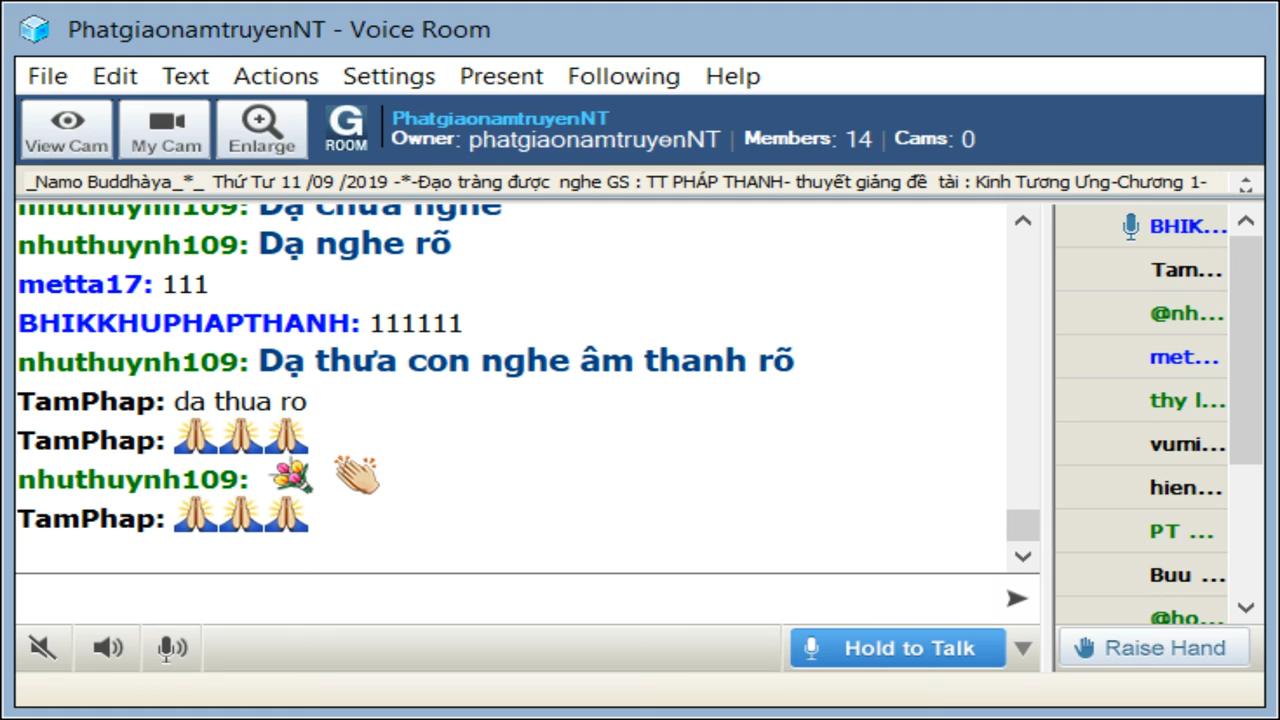 PhatgiaonamtruyenNT - Voice Room
File Edit Text Actions Settings Present Following Help
View Cam My Cam Enlarge G ROOM
PhatgiaonamtruyenNT
Owner: phatgiaonamtruyenNT | Members: 14 | Cams: 0
_Namo Buddhàya_*_ Thứ Tư 11 /09 /2019 -*-Đạo tràng được nghe GS : TT PHÁP THANH- thuyết giảng đề tài : Kinh Tương Ưng-Chương 1-
nhuthuynh109: Dạ chưa nghe
nhuthuynh109: Dạ nghe rõ
metta17: 111
BHIKKHUPHAPTHANH: 111111
nhuthuynh109: Dạ thưa con nghe âm thanh rõ
TamPhap: da thua ro
TamPhap: 🙏🙏🙏
nhuthuynh109: 💐 👏
TamPhap: 🙏🙏🙏
BHIK...
Tam...
@nh...
met...
thy l...
vumi...
hien...
PT ...
Buu ...
@ho...
Hold to Talk
Raise Hand